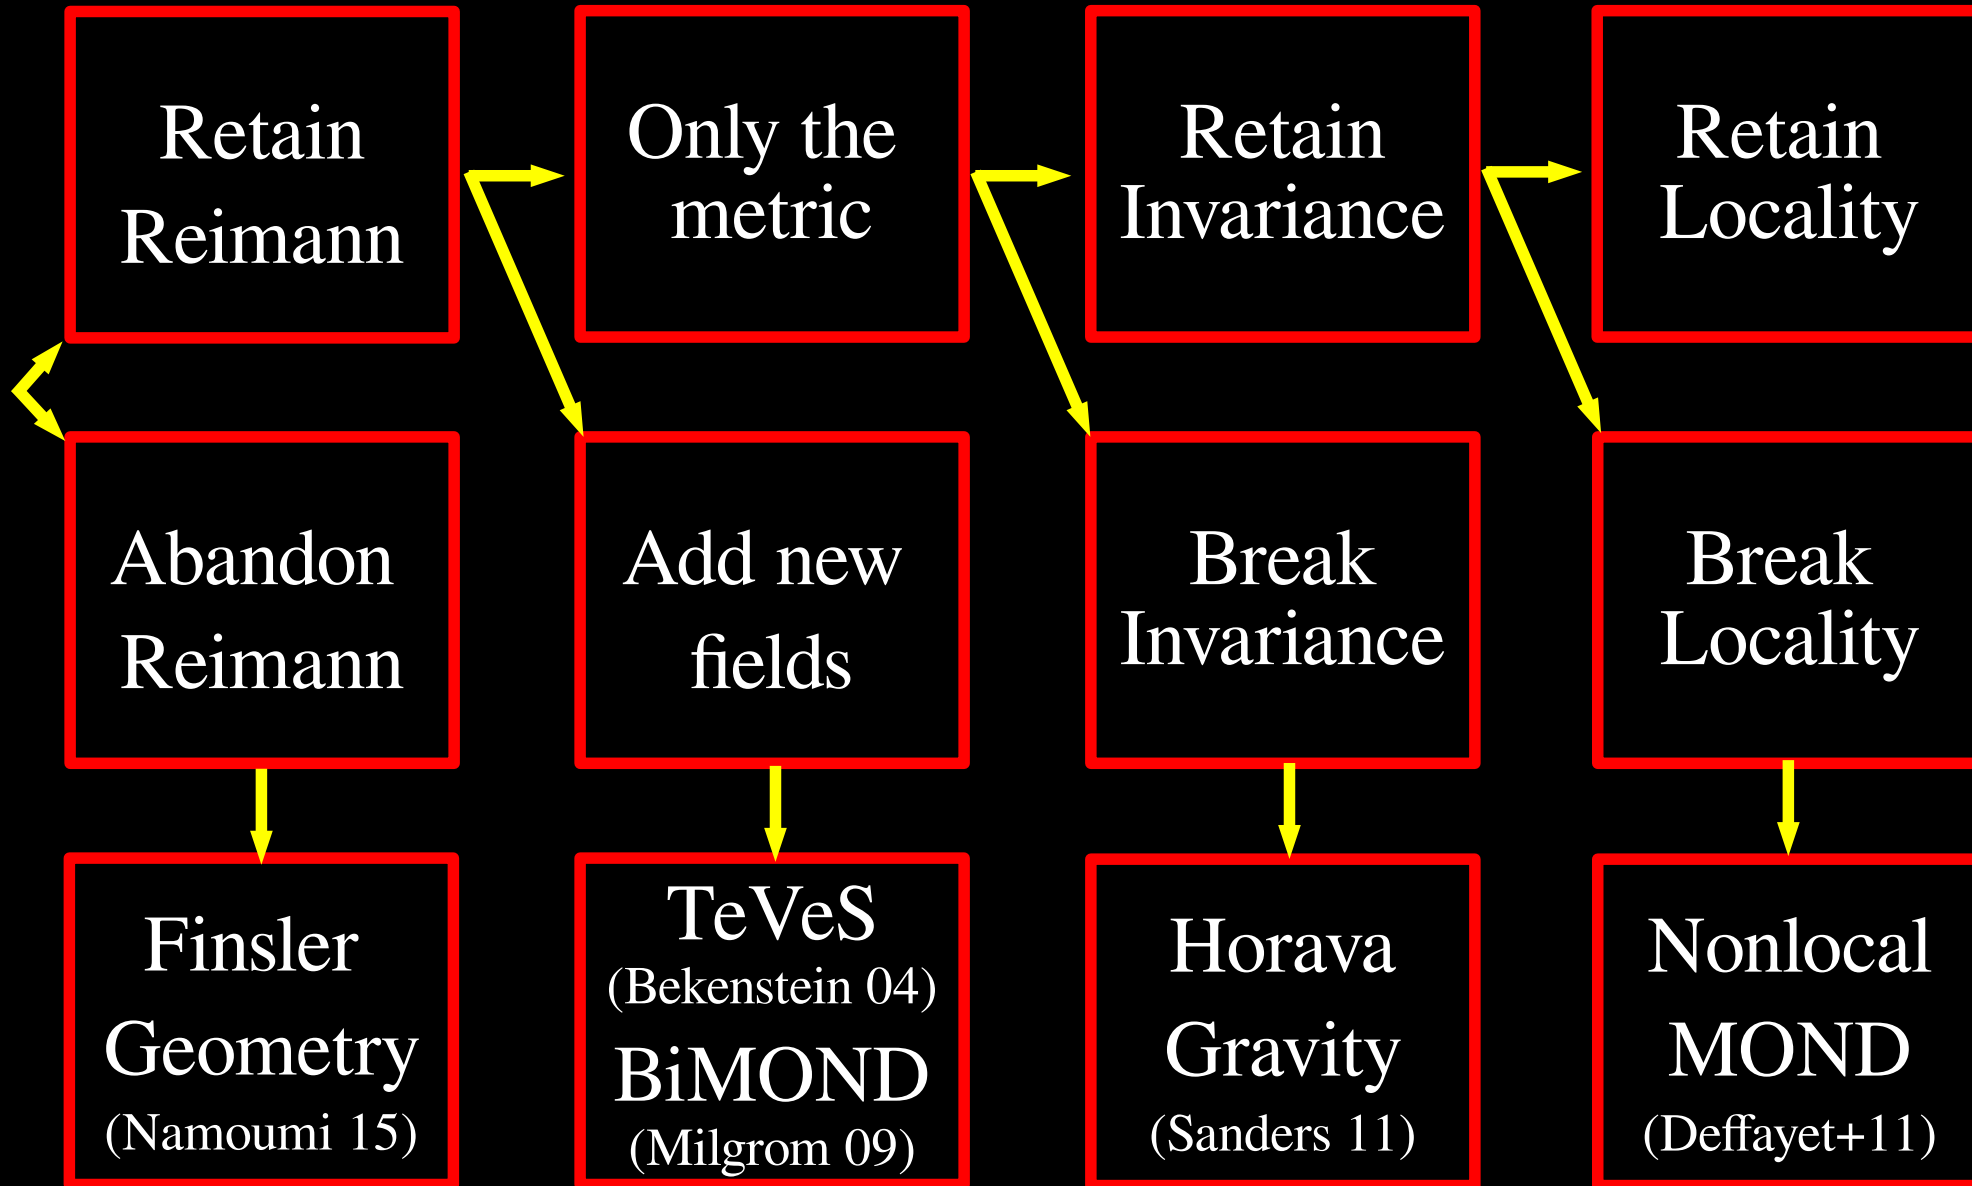 Retain
Reimann
Only the
metric
Retain
Invariance
Retain
Locality
Abandon
Reimann
Add new
fields
Break
Invariance
Break
Locality
Finsler
Geometry
(Namoumi 15)
TeVeS
(Bekenstein 04)
BiMOND
(Milgrom 09)
Horava
Gravity
(Sanders 11)
Nonlocal
MOND
(Deffayet+11)